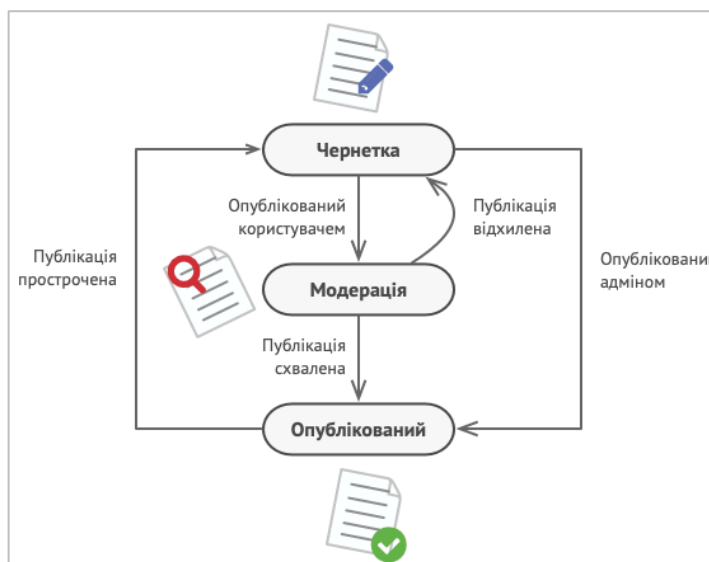 Чернетка
Опублікований
користувачем
Публікація
відхилена
Публікація
прострочена
Опублікований
адміном
Модерація
Публікація
схвалена
Опублікований